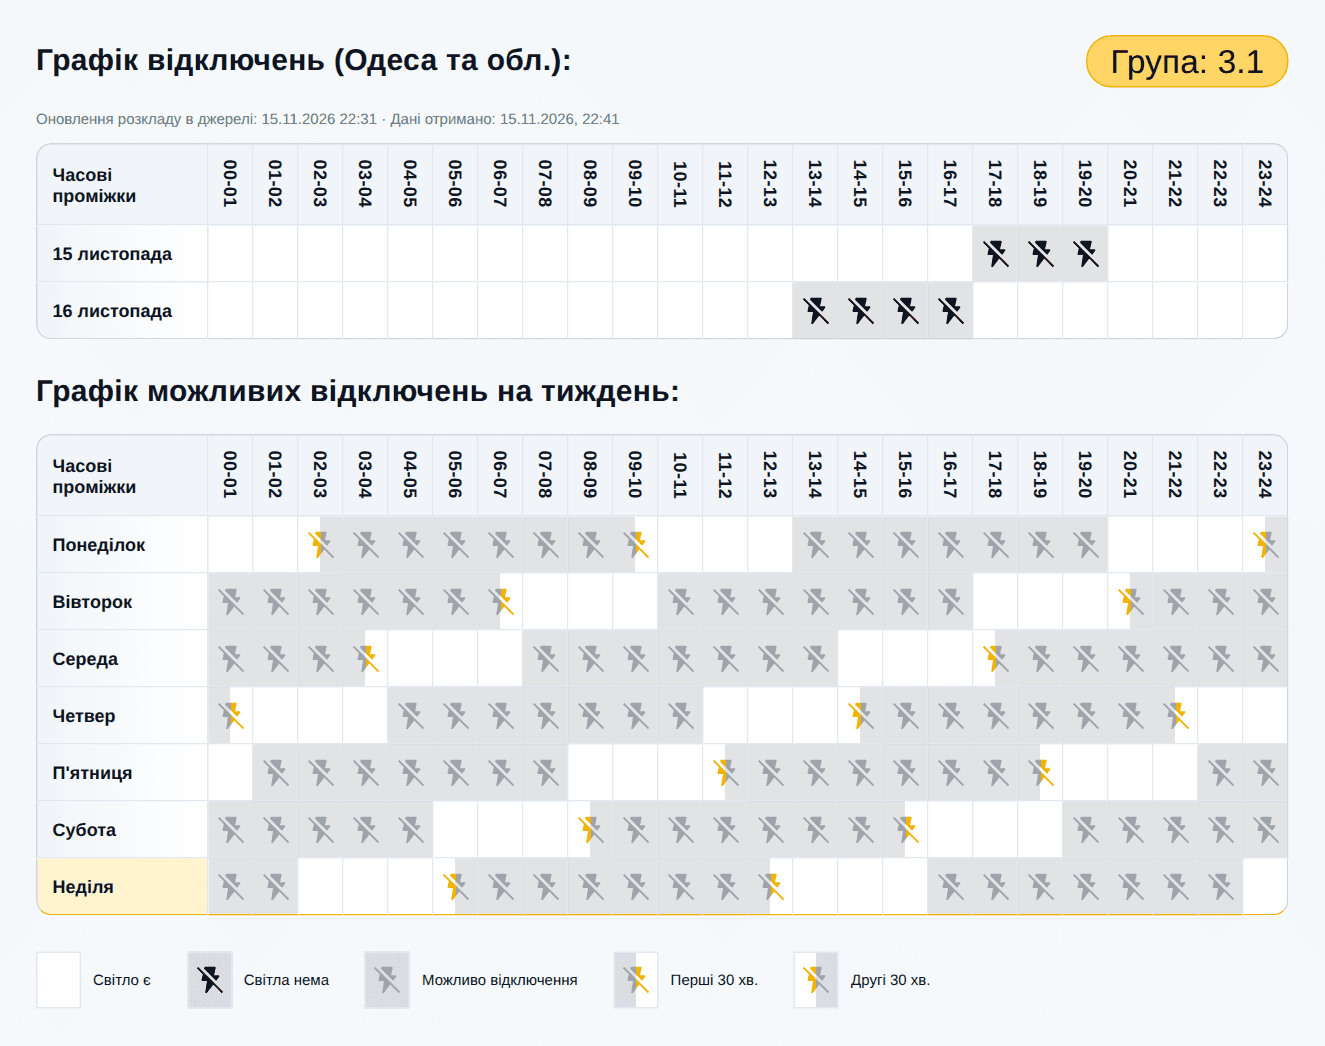 Графік відключень (Одеса та обл.):
Група: 3.1
Оновлення розкладу в джерелі: 15.11.2026 22:31 · Дані отримано: 15.11.2026, 22:41
Часові проміжки 00-01 01-02 02-03 03-04 04-05 05-06 06-07 07-08 08-09 09-10 10-11 11-12 12-13 13-14 14-15 15-16 16-17 17-18 18-19 19-20 20-21 21-22 22-23 23-24
15 листопада
16 листопада
Графік можливих відключень на тиждень:
Часові проміжки 00-01 01-02 02-03 03-04 04-05 05-06 06-07 07-08 08-09 09-10 10-11 11-12 12-13 13-14 14-15 15-16 16-17 17-18 18-19 19-20 20-21 21-22 22-23 23-24
Понеділок
Вівторок
Середа
Четвер
П'ятниця
Субота
Неділя
Світло є Світла нема Можливо відключення Перші 30 хв. Другі 30 хв.